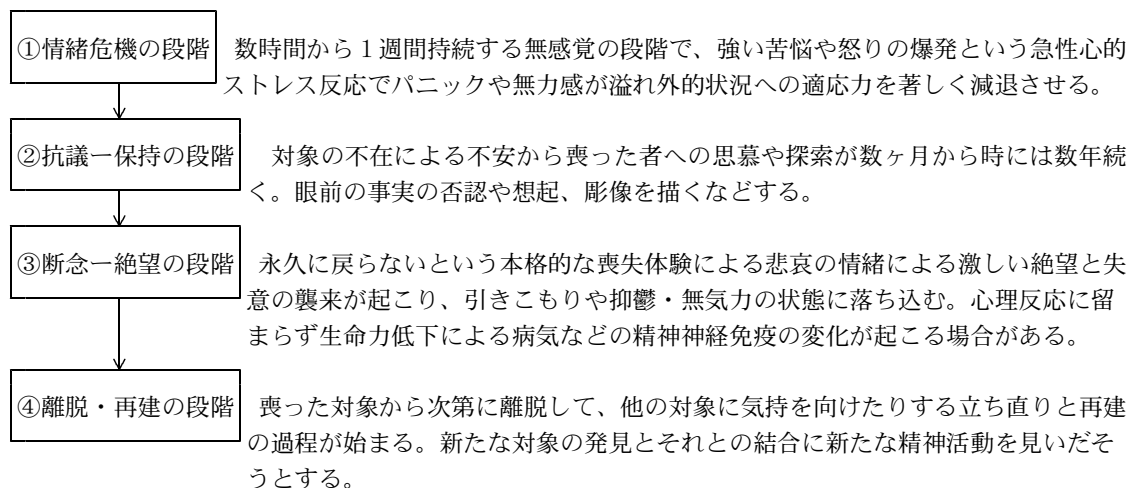 ①情緒危機の段階 数時間から１週間持続する無感覚の段階で、強い苦悩や怒りの爆発という急性心的
ストレス反応でパニックや無力感が溢れ外的状況への適応力を著しく減退させる。
②抗議ー保持の段階 対象の不在による不安から喪った者への思慕や探索が数ヶ月から時には数年続
く。眼前の事実の否認や想起、彫像を描くなどする。
③断念ー絶望の段階 永久に戻らないという本格的な喪失体験による悲哀の情緒による激しい絶望と失
意の襲来が起こり、引きこもりや抑鬱・無気力の状態に落ち込む。心理反応に留
まらず生命力低下による病気などの精神神経免疫の変化が起こる場合がある。
④離脱・再建の段階 喪った対象から次第に離脱して、他の対象に気持を向けたりする立ち直りと再建
の過程が始まる。新たな対象の発見とそれとの結合に新たな精神活動を見いだそ
うとする。